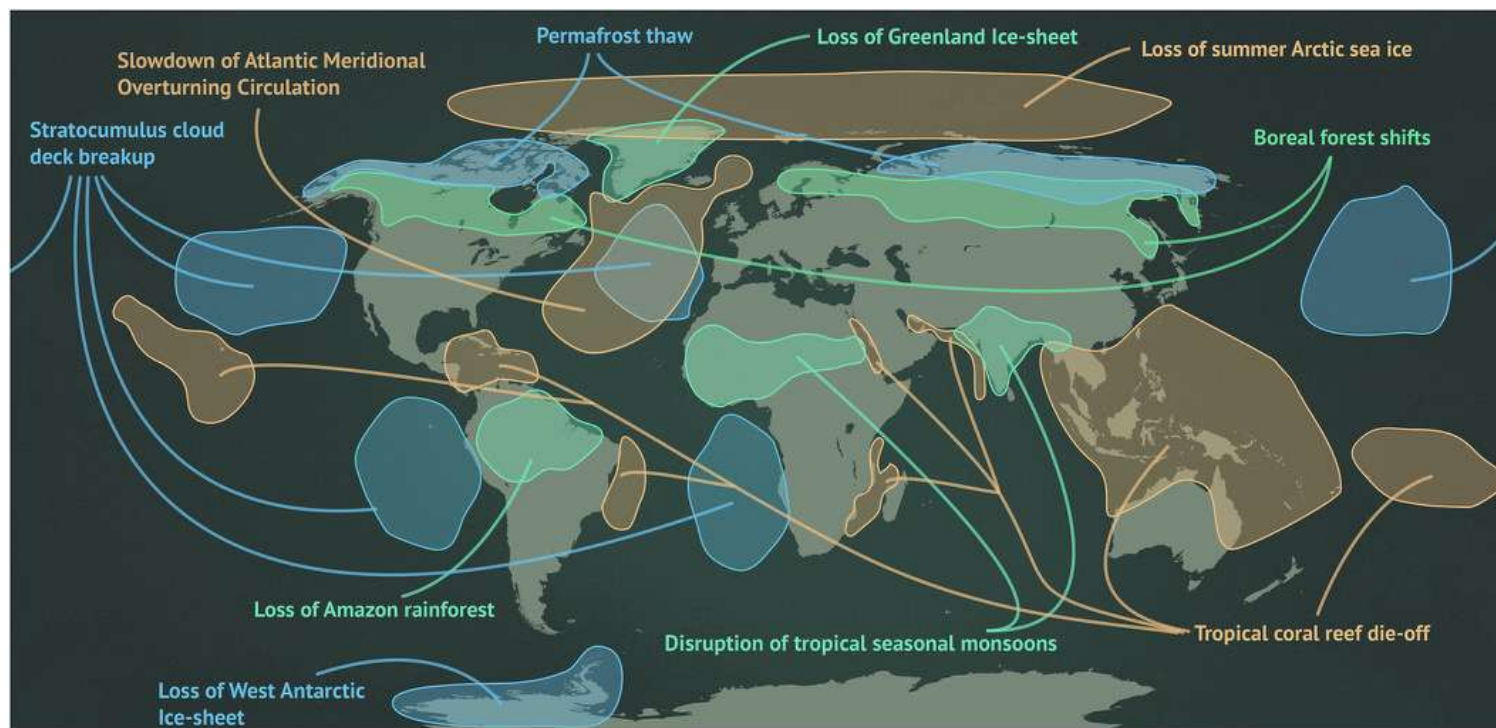 Permafrost thaw
Loss of Greenland Ice-sheet
Loss of summer Arctic sea ice
Slowdown of Atlantic Meridional
Overturning Circulation
Stratocumulus cloud
deck breakup
Boreal forest shifts
Loss of Amazon rainforest
Disruption of tropical seasonal monsoons
Tropical coral reef die-off
Loss of West Antarctic
Ice-sheet